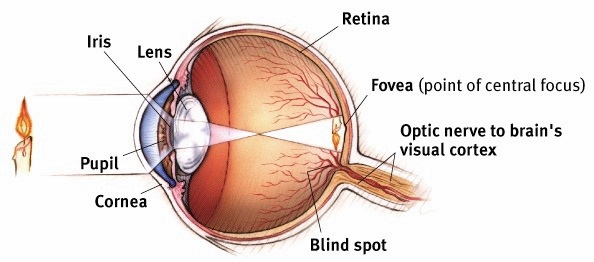 Retina
Iris
Lens
Fovea (point of central focus)
Optic nerve to brain's
visual cortex
Pupil
Cornea
Blind spot